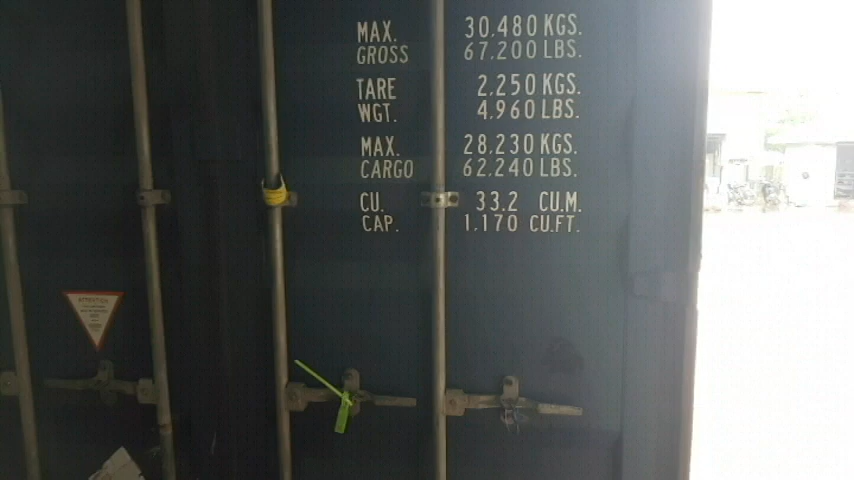 MAX. 30.480 KGS.
GROSS 67.200 LBS.
TARE 2.250 KGS.
WGT. 4.960 LBS.
MAX. 28.230 KGS.
CARGO 62.240 LBS.
CU. 33.2 CU.M.
CAP. 1.170 CU.FT.
ATTENTION